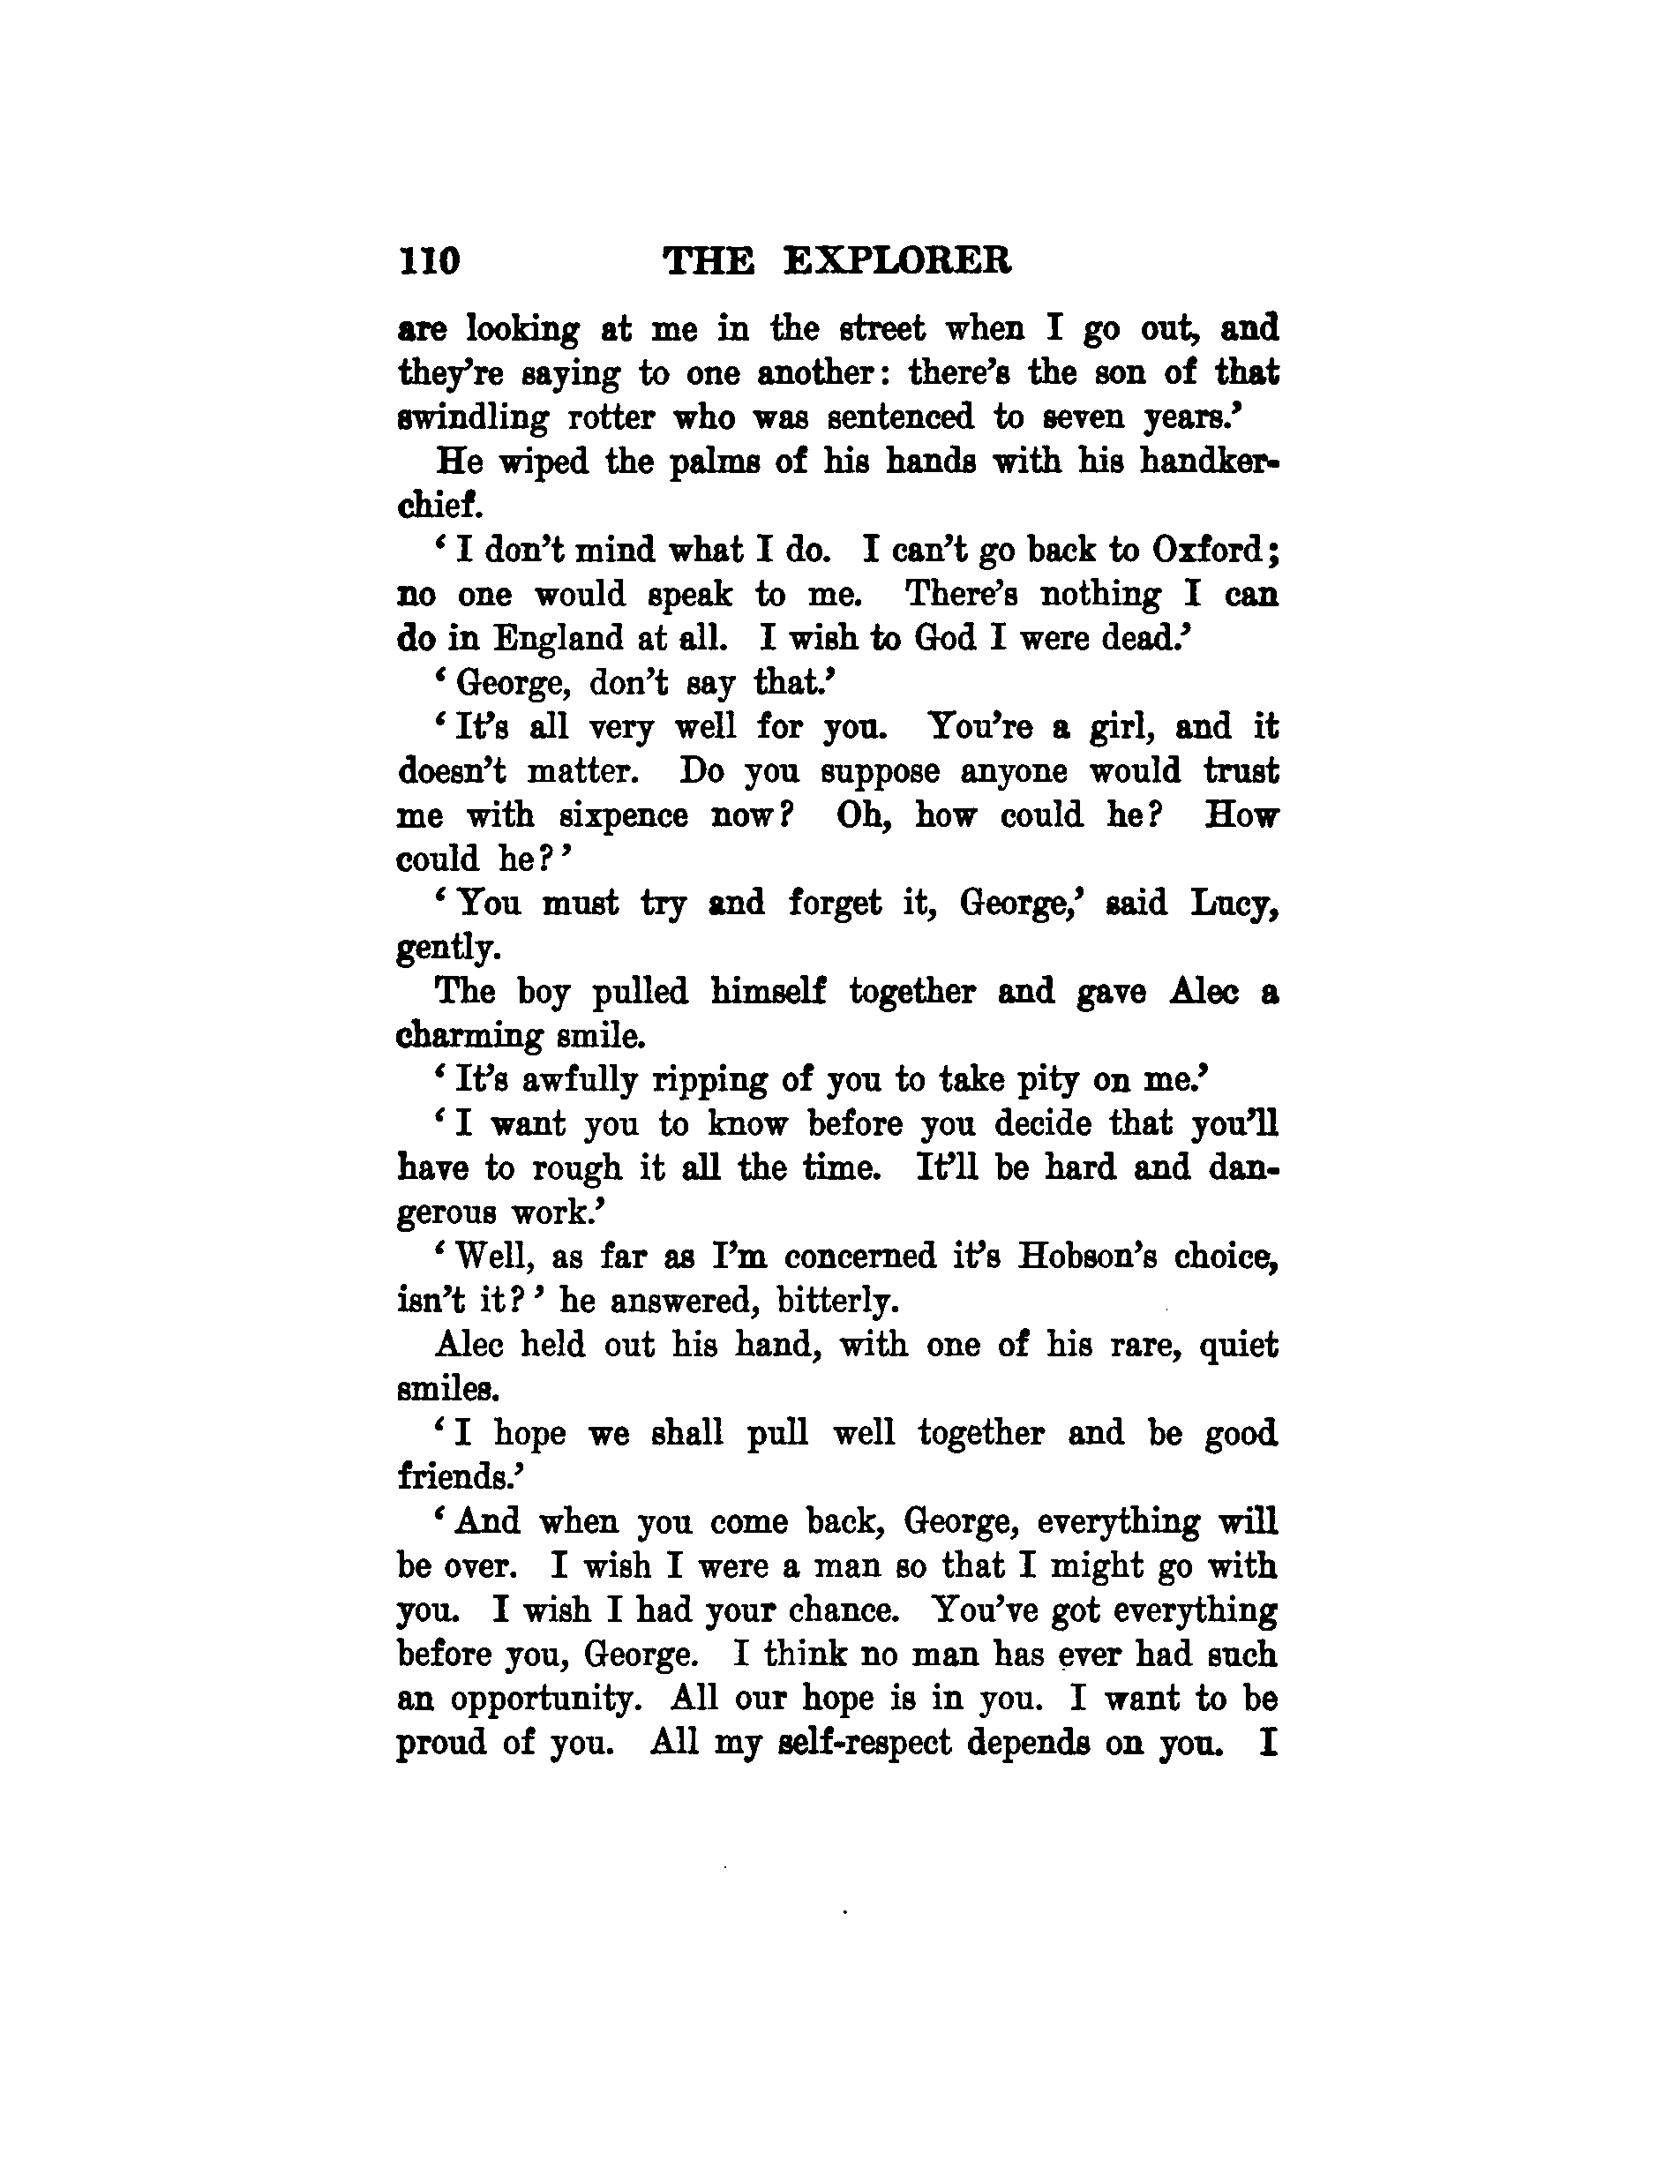 110 THE EXPLORER
are looking at me in the street when I go out, and
they're saying to one another: there's the son of that
swindling rotter who was sentenced to seven years.'
He wiped the palms of his hands with his handker-
chief.
'I don't mind what I do. I can't go back to Oxford;
no one would speak to me. There's nothing I can
do in England at all. I wish to God I were dead.'
'George, don't say that.'
'It's all very well for you. You're a girl, and it
doesn't matter. Do you suppose anyone would trust
me with sixpence now? Oh, how could he? How
could he?'
'You must try and forget it, George,' said Lucy,
gently.
The boy pulled himself together and gave Alec a
charming smile.
'It's awfully ripping of you to take pity on me.'
'I want you to know before you decide that you'll
have to rough it all the time. It'll be hard and dan-
gerous work.'
'Well, as far as I'm concerned it's Hobson's choice,
isn't it?' he answered, bitterly.
Alec held out his hand, with one of his rare, quiet
smiles.
'I hope we shall pull well together and be good
friends.'
'And when you come back, George, everything will
be over. I wish I were a man so that I might go with
you. I wish I had your chance. You've got everything
before you, George. I think no man has ever had such
an opportunity. All our hope is in you. I want to be
proud of you. All my self-respect depends on you. I